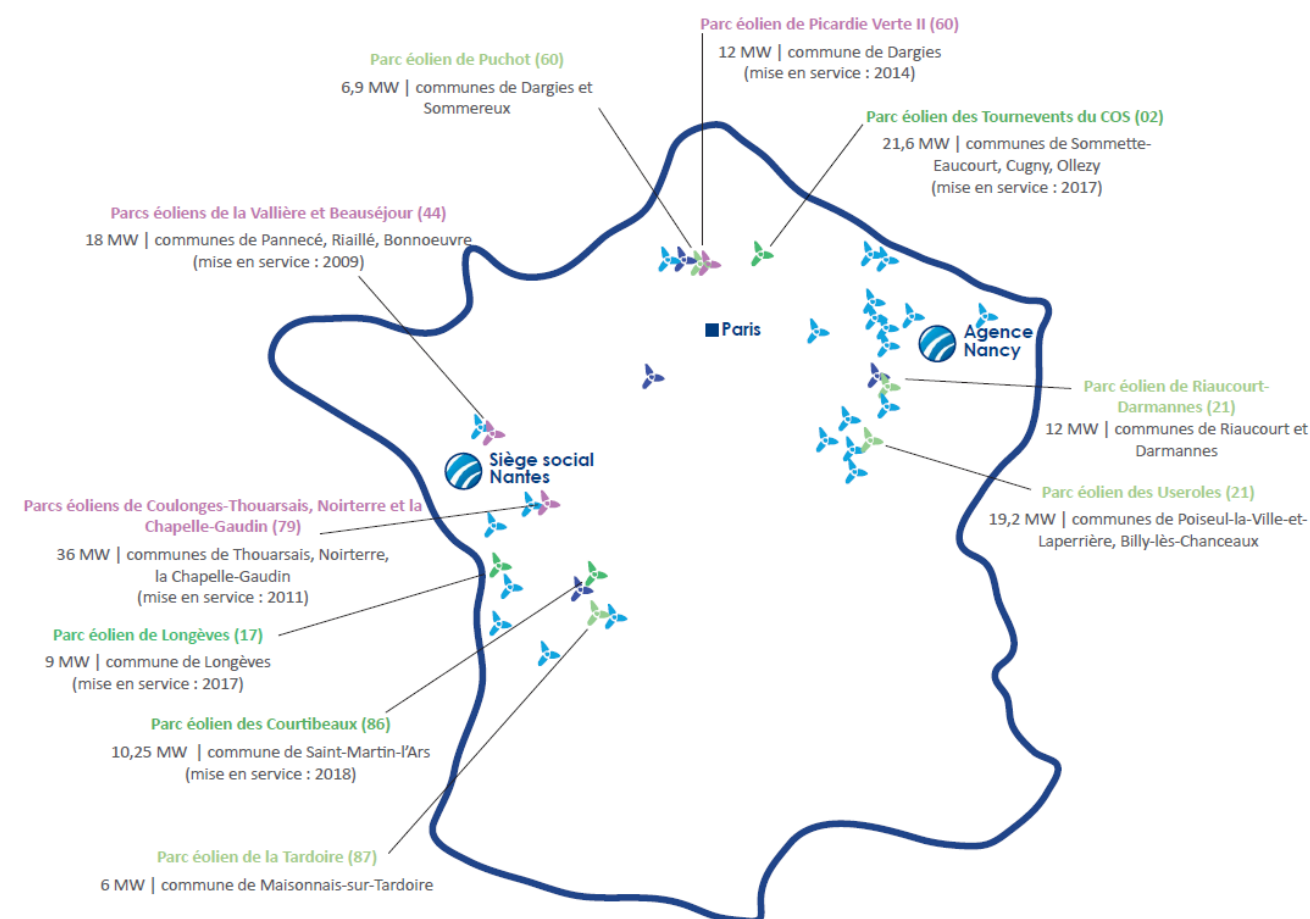 Parc éolien de Picardie Verte II (60)
12 MW | commune de Dargies
(mise en service : 2014)
Parc éolien de Puchot (60)
6,9 MW | communes de Dargies et
Sommereux
Parc éolien des Tournevents du COS (02)
21,6 MW | communes de Sommette-
Eaucourt, Cugny, Ollezy
(mise en service : 2017)
Parcs éoliens de la Vallière et Beauséjour (44)
18 MW | communes de Pannecé, Riaillé, Bonnoeuvre
(mise en service : 2009)
Paris
Agence
Nancy
Parc éolien de Riaucourt-
Darmannes (21)
12 MW | communes de Riaucourt et
Darmannes
Siège social
Nantes
Parc éolien des Useroles (21)
19,2 MW | communes de Poiseul-la-Ville-et-
Laperrière, Billy-lès-Chanceaux
Parcs éoliens de Coulonges-Thouarsais, Noirterre et la
Chapelle-Gaudin (79)
36 MW | communes de Thouarsais, Noirterre,
la Chapelle-Gaudin
(mise en service : 2011)
Parc éolien de Longèves (17)
9 MW | commune de Longèves
(mise en service : 2017)
Parc éolien des Courtibeaux (86)
10,25 MW | commune de Saint-Martin-l'Ars
(mise en service : 2018)
Parc éolien de la Tardoire (87)
6 MW | commune de Maisonnais-sur-Tardoire